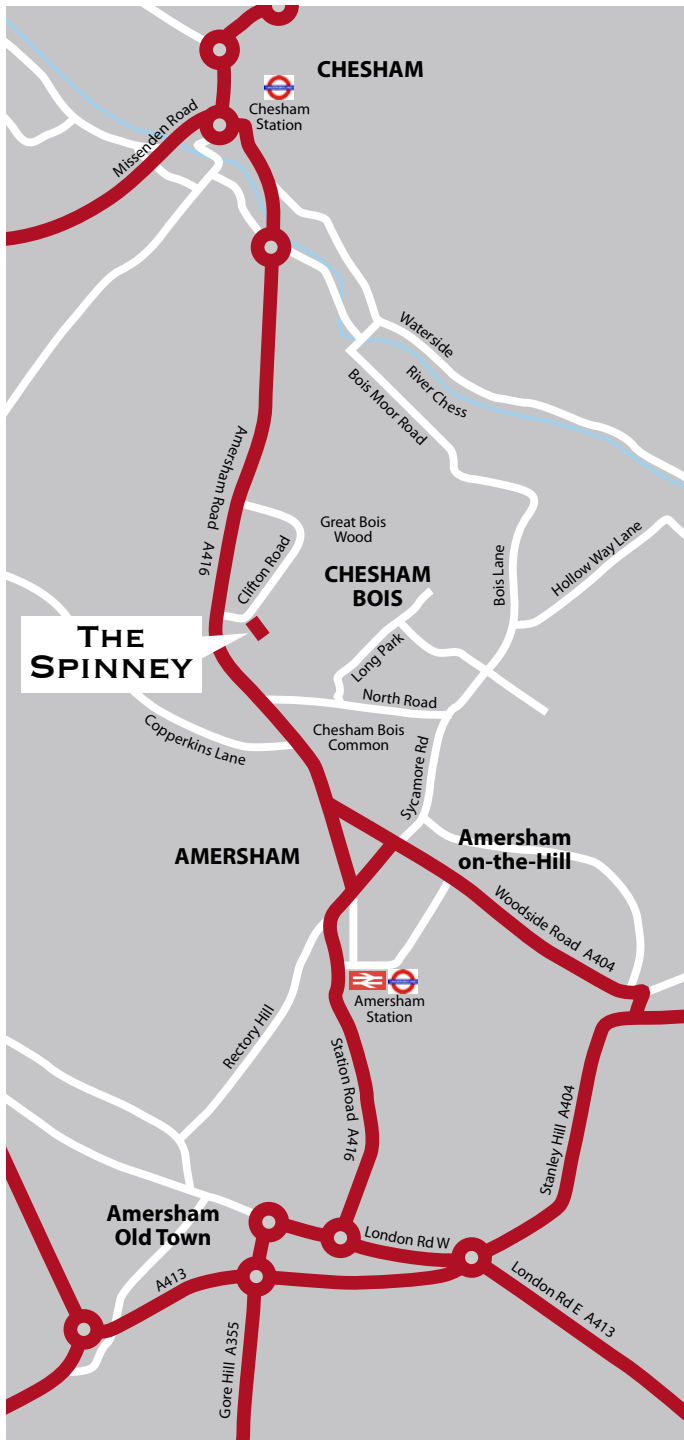 CHESHAM
Chesham
Station
Missenden Road
Waterside
River Chess
Bois Moor Road
Amersham Road A416
Great Bois
Wood
Clifton Road
CHESHAM
BOIS
Bois Lane
Hollow Way Lane
THE
SPINNEY
Long Park
North Road
Copperkins Lane
Chesham Bois
Common
Sycamore Rd
AMERSHAM
Amersham
on-the-Hill
Woodside Road A404
Amersham
Station
Rectory Hill
Station Road A416
Stanley Hill A404
Amersham
Old Town
London Rd W
A413
London Rd E A413
Gore Hill A355